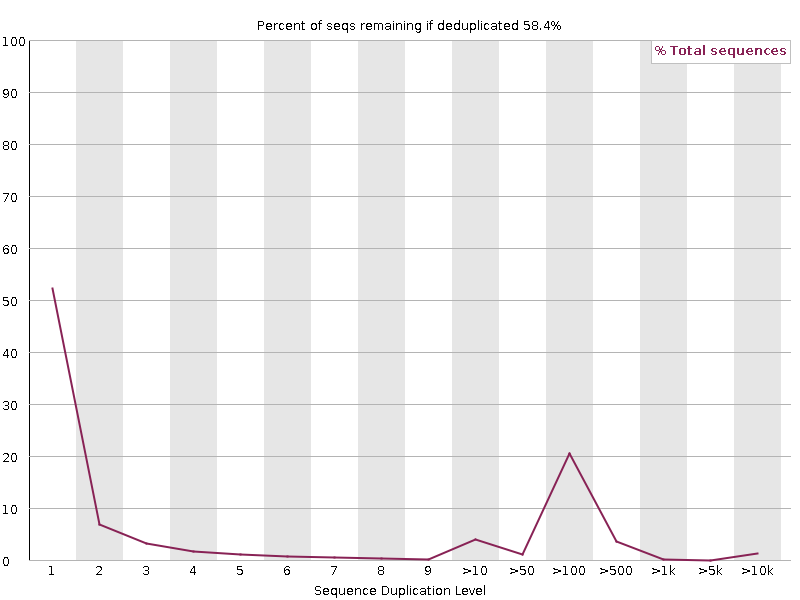 Percent of seqs remaining if deduplicated 58.4%
% Total sequences
100
90
80
70
60
50
40
30
20
10
0
1 2 3 4 5 6 7 8 9 >10 >50 >100 >500 >1k >5k >10k
Sequence Duplication Level